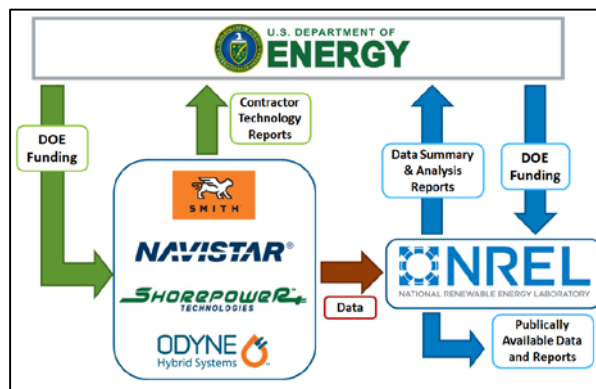 U.S. DEPARTMENT OF
ENERGY
DOE
Funding
Contractor
Technology
Reports
Data Summary
& Analysis
Reports
DOE
Funding
SMITH
NAVISTAR®
SHOREPOWER
TECHNOLOGIES
ODYNE
Hybrid Systems
Data
NREL
NATIONAL RENEWABLE ENERGY LABORATORY
Publically
Available Data
and Reports